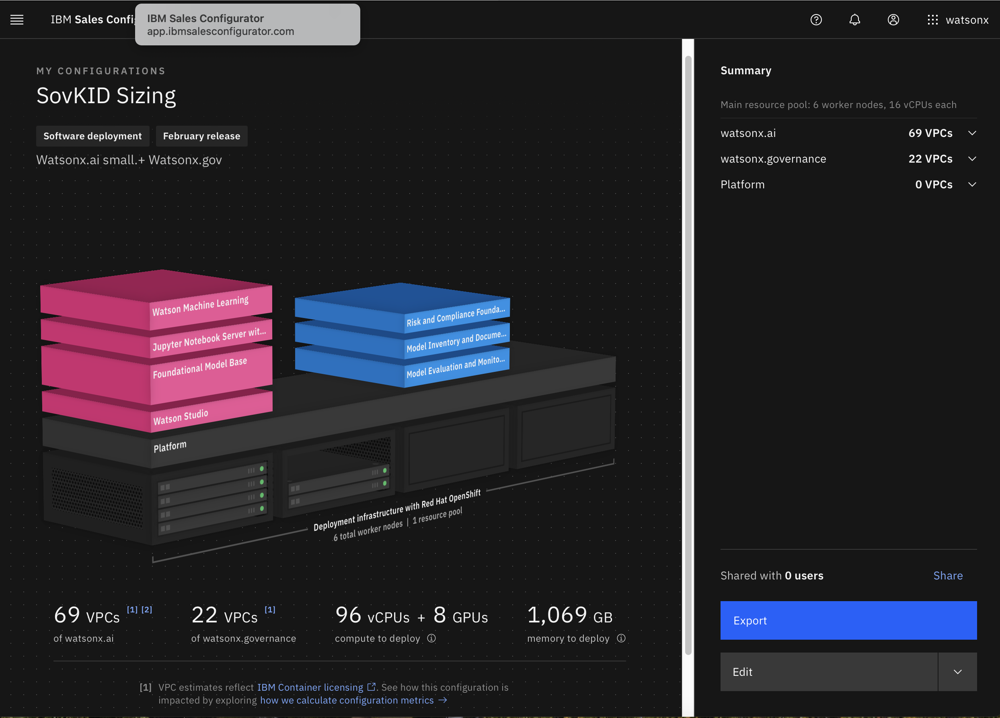 IBM Sales Config
IBM Sales Configurator
app.ibmsalesconfigurator.com
watsonx
MY CONFIGURATIONS
SovKID Sizing
Software deployment
February release
Watsonx.ai small.+ Watsonx.gov
Watson Machine Learning
Jupyter Notebook Server wit...
Foundational Model Base
Watson Studio
Platform
Risk and Compliance Founda...
Model Inventory and Docume...
Model Evaluation and Monito...
Deployment infrastructure with Red Hat OpenShift
6 total worker nodes | 1 resource pool
69 VPCs [1] [2]
of watsonx.ai
22 VPCs [1]
of watsonx.governance
96 vCPUs + 8 GPUs
compute to deploy
1,069 GB
memory to deploy
[1] VPC estimates reflect IBM Container licensing. See how this configuration is
impacted by exploring how we calculate configuration metrics →
Summary
Main resource pool: 6 worker nodes, 16 vCPUs each
watsonx.ai 69 VPCs
watsonx.governance 22 VPCs
Platform 0 VPCs
Shared with 0 users
Share
Export
Edit